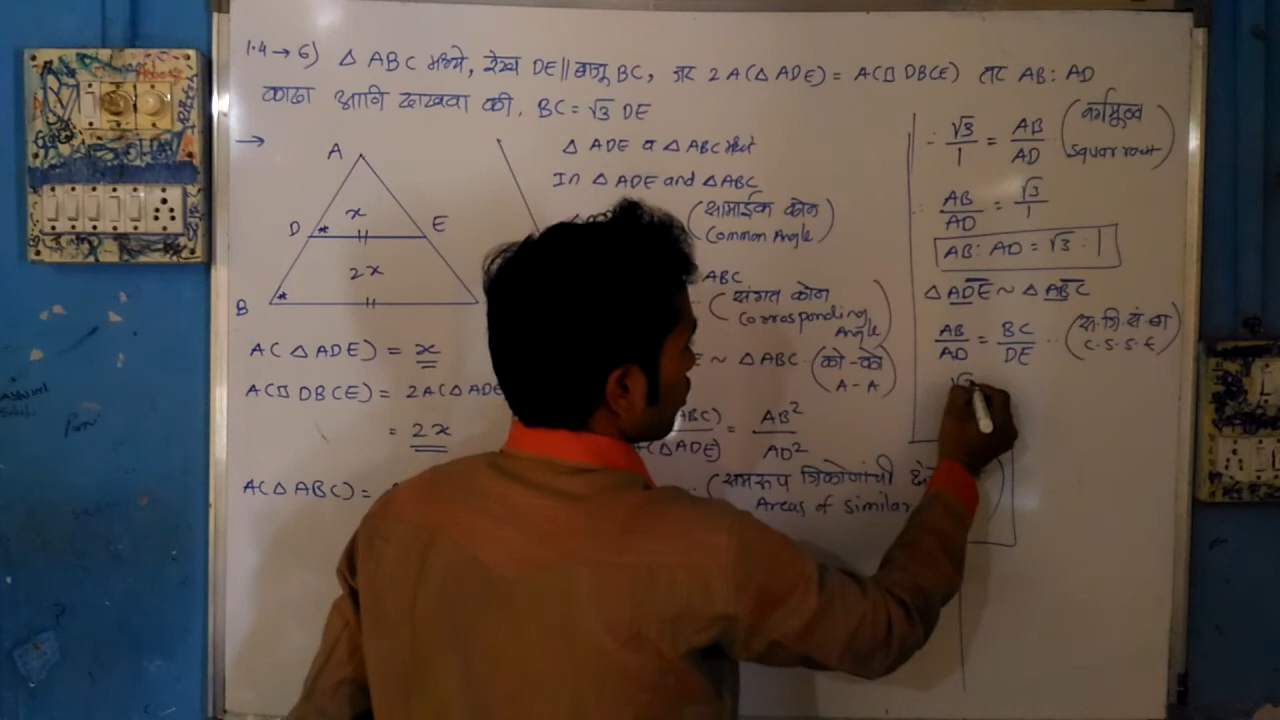 1.4 → 6) △ ABC मध्ये, रेख DE || बाजू BC, जर 2A(△ ADE) = A(□ DBCE) तर AB : AD
काढा आणि दाखवा की, BC = √3 DE
→
A
D
E
B
*
*
x
2x
A(△ ADE) = x
A(□ DBCE) = 2A(△ ADE
= 2x
A(△ ABC) =
△ ADE व △ ABC मध्ये
In △ ADE and △ ABC
(सामाईक कोन
Common Angle)
ABC
(संगत कोन
Corresponding
Angle)
E ~ △ ABC (को-को
A-A)
ABC) / A(△ADE) = AB² / AD²
(समरूप त्रिकोणांची
Areas of similar
∴ √3/1 = AB/AD (वर्गमुळ
Squar root)
∴ AB/AD = √3/1
AB : AD = √3 : 1
△ ADE ~ △ ABC
AB/AD = BC/DE ·· (स.त्रि.सं.बा
C.S.S.t)